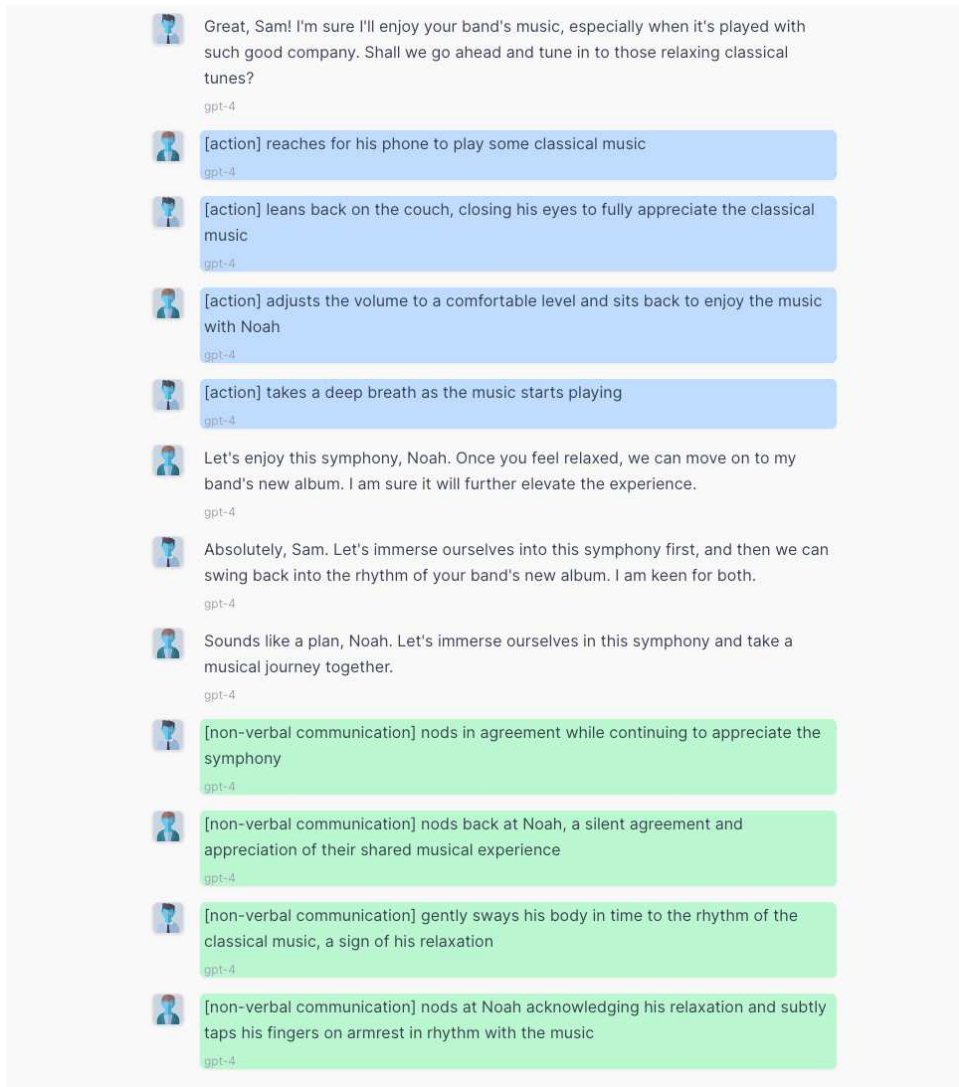 Great, Sam! I'm sure I'll enjoy your band's music, especially when it's played with
such good company. Shall we go ahead and tune in to those relaxing classical
tunes?
gpt-4
[action] reaches for his phone to play some classical music
gpt-4
[action] leans back on the couch, closing his eyes to fully appreciate the classical
music
gpt-4
[action] adjusts the volume to a comfortable level and sits back to enjoy the music
with Noah
gpt-4
[action] takes a deep breath as the music starts playing
gpt-4
Let's enjoy this symphony, Noah. Once you feel relaxed, we can move on to my
band's new album. I am sure it will further elevate the experience.
gpt-4
Absolutely, Sam. Let's immerse ourselves into this symphony first, and then we can
swing back into the rhythm of your band's new album. I am keen for both.
gpt-4
Sounds like a plan, Noah. Let's immerse ourselves in this symphony and take a
musical journey together.
gpt-4
[non-verbal communication] nods in agreement while continuing to appreciate the
symphony
gpt-4
[non-verbal communication] nods back at Noah, a silent agreement and
appreciation of their shared musical experience
gpt-4
[non-verbal communication] gently sways his body in time to the rhythm of the
classical music, a sign of his relaxation
gpt-4
[non-verbal communication] nods at Noah acknowledging his relaxation and subtly
taps his fingers on armrest in rhythm with the music
gpt-4